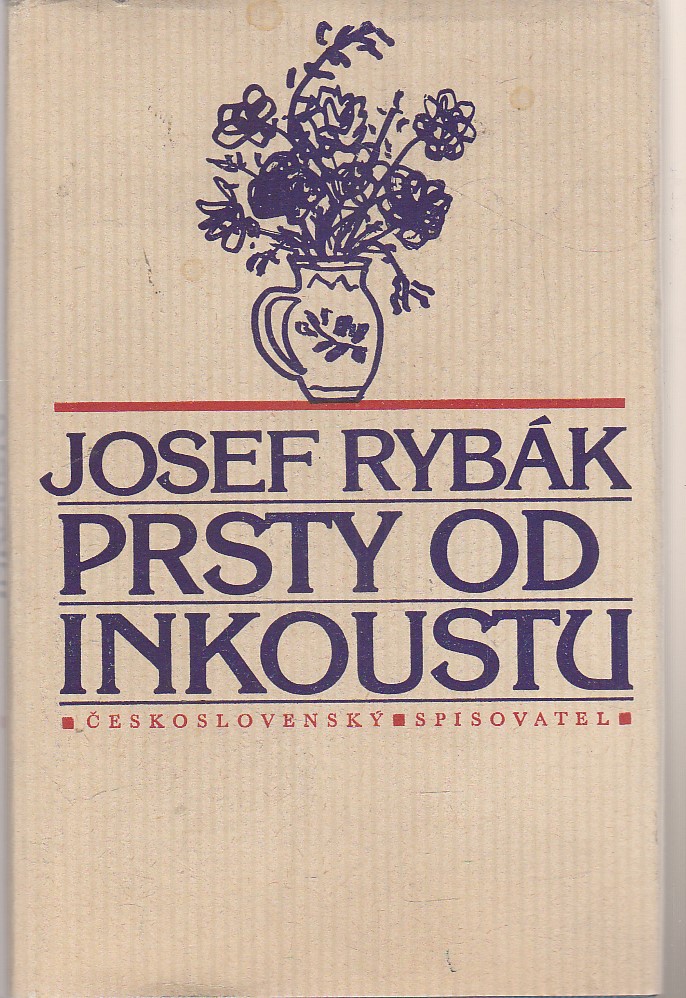 JOSEF RYBÁK
PRSTY OD
INKOUSTU
■ ČESKOSLOVENSKÝ ■ SPISOVATEL ■